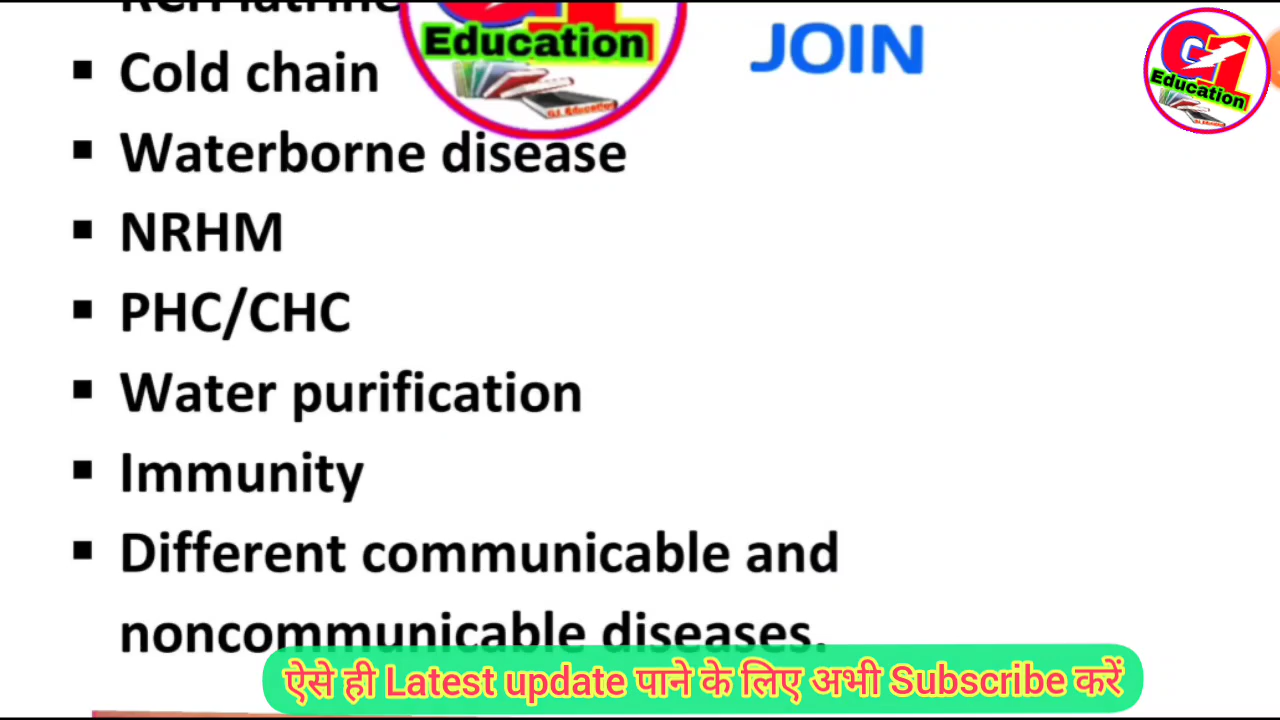 Education
JOIN
Cold chain
Waterborne disease
NRHM
PHC/CHC
Water purification
Immunity
Different communicable and
noncommunicable diseases.
ऐसे ही Latest update पाने के लिए अभी Subscribe करें
G1
Education